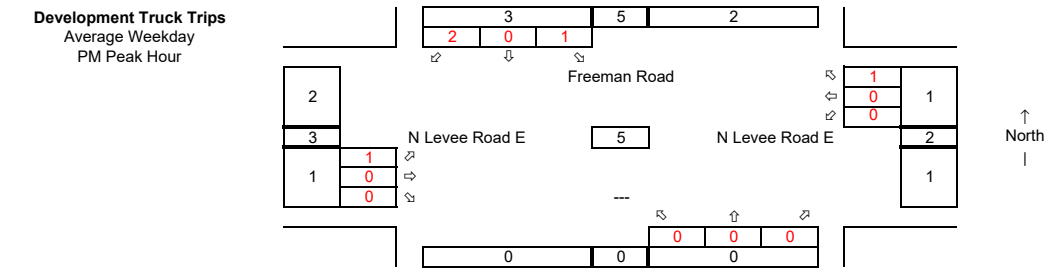 Development Truck Trips
Average Weekday
PM Peak Hour
3 5 2
2 0 1
⬃ ⇩ ⬂
Freeman Road
⬁ 1
2 ⇦ 0 1
⬃ 0
3 N Levee Road E 5 N Levee Road E 2
↑
North
|
1 ⬀
1 0 ⇨ 1
0 ⬂ ---
⬁ ⇧ ⬀
0 0 0
0 0 0